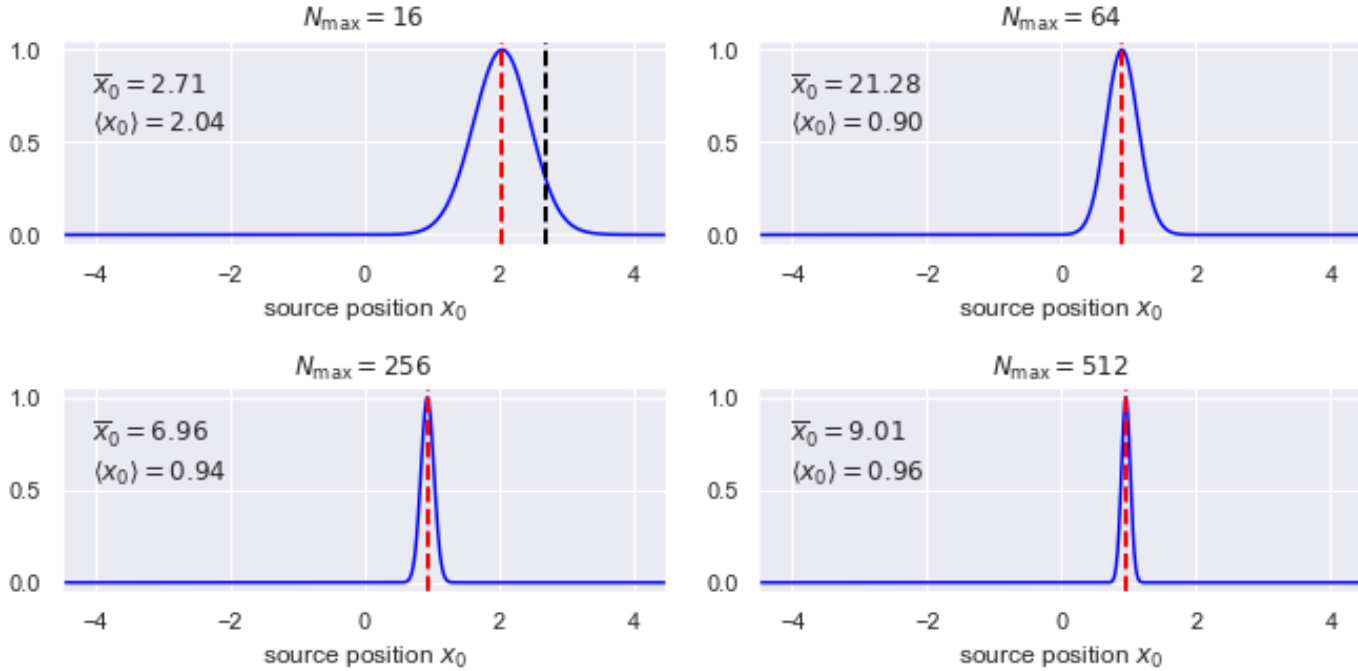 N_max = 16
1.0
0.5
0.0
x̅₀ = 2.71
⟨x₀⟩ = 2.04
−4 −2 0 2 4
source position x₀
N_max = 64
1.0
0.5
0.0
x̅₀ = 21.28
⟨x₀⟩ = 0.90
−4 −2 0 2 4
source position x₀
N_max = 256
1.0
0.5
0.0
x̅₀ = 6.96
⟨x₀⟩ = 0.94
−4 −2 0 2 4
source position x₀
N_max = 512
1.0
0.5
0.0
x̅₀ = 9.01
⟨x₀⟩ = 0.96
−4 −2 0 2 4
source position x₀